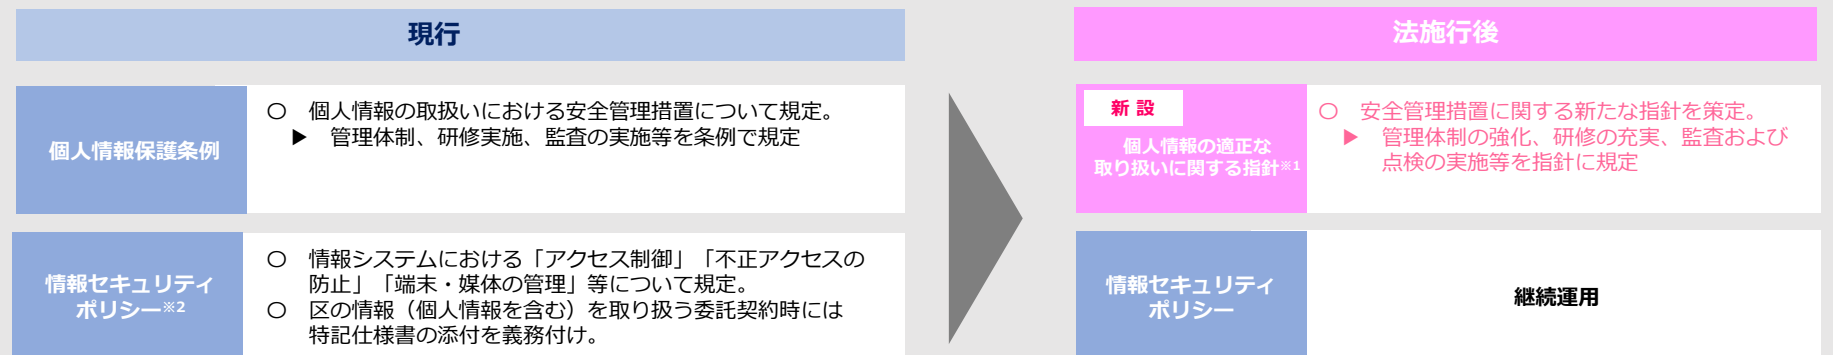 現行
個人情報保護条例
○ 個人情報の取扱いにおける安全管理措置について規定。
▶ 管理体制、研修実施、監査の実施等を条例で規定
情報セキュリティ
ポリシー※2
○ 情報システムにおける「アクセス制御」「不正アクセスの
防止」「端末・媒体の管理」等について規定。
○ 区の情報（個人情報を含む）を取り扱う委託契約時には
特記仕様書の添付を義務付け。
法施行後
新 設
個人情報の適正な
取り扱いに関する指針※1
○ 安全管理措置に関する新たな指針を策定。
▶ 管理体制の強化、研修の充実、監査および
点検の実施等を指針に規定
情報セキュリティ
ポリシー
継続運用